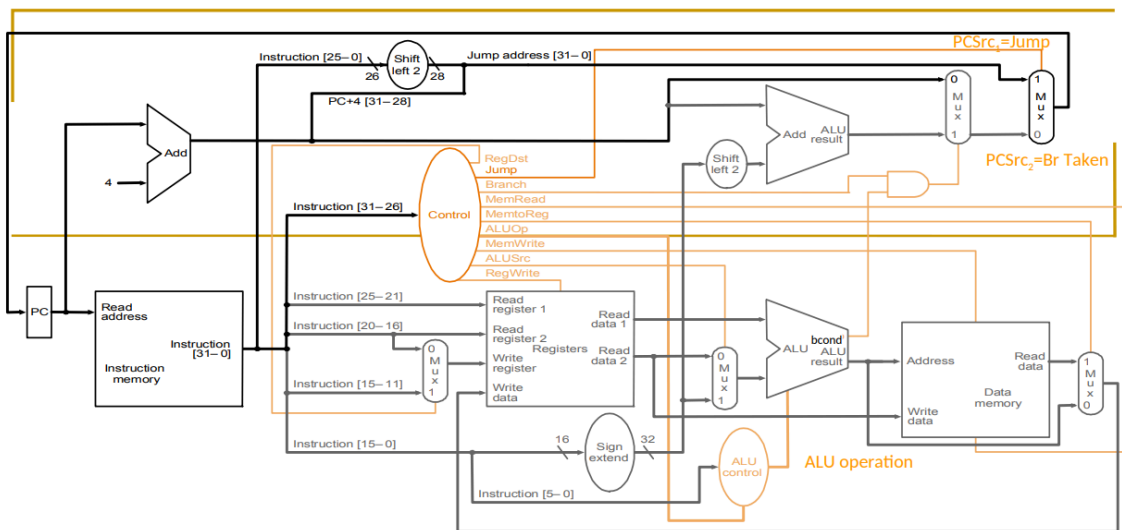 PCSrc1=Jump
Instruction [25–0]
Shift
left 2
Jump address [31–0]
26
28
PC+4 [31–28]
0
M
u
x
1
1
M
u
x
0
Add
4
Add
ALU
result
Shift
left 2
PCSrc2=Br Taken
RegDst
Jump
Branch
MemRead
MemtoReg
ALUOp
MemWrite
ALUSrc
RegWrite
Instruction [31–26]
Control
PC
Read
address
Instruction
[31–0]
Instruction
memory
Instruction [25–21]
Instruction [20–16]
Instruction [15–11]
0
M
u
x
1
Read
register 1
Read
register 2
Registers
Write
register
Write
data
Read
data 1
Read
data 2
0
M
u
x
1
ALU
bcond
ALU
result
Address
Read
data
Data
memory
Write
data
1
M
u
x
0
Instruction [15–0]
16
Sign
extend
32
ALU
control
ALU operation
Instruction [5–0]